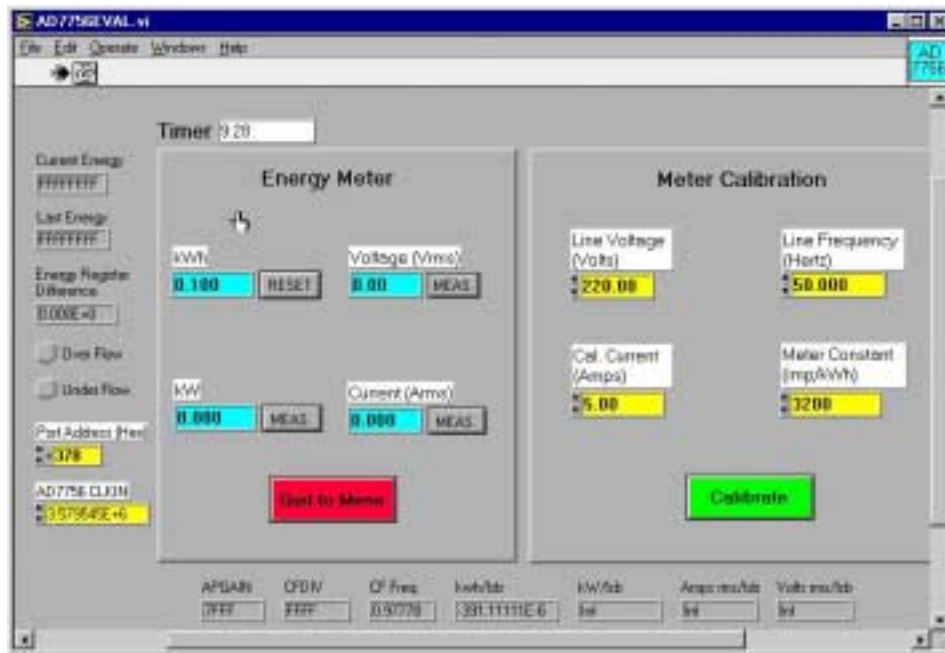 AD7756EVAL.vi
File Edit Operate Windows Help
AD
7756
Timer 9.28
Current Energy
FFFFFFFF
Last Energy
FFFFFFFF
Energy Register
Difference
0.000E+0
Over Flow
Under Flow
Port Address (Hex)
378
AD7756 CLKIN
3.579545E+6
Energy Meter
kWh
0.100 RESET
Voltage (Vrms)
0.00 MEAS.
kW
0.000 MEAS.
Current (Arms)
0.000 MEAS.
Quit to Menu
Meter Calibration
Line Voltage
(Volts)
220.00
Line Frequency
(Hertz)
50.000
Cal. Current
(Amps)
5.00
Meter Constant
(imp/kWh)
3200
Calibrate
APGAIN CFDIV CF Freq kwh/lsb kW/lsb Amps rms/lsb Volts rms/lsb
7FFF FFFF 0.97778 391.11111E-6 Inf Inf Inf